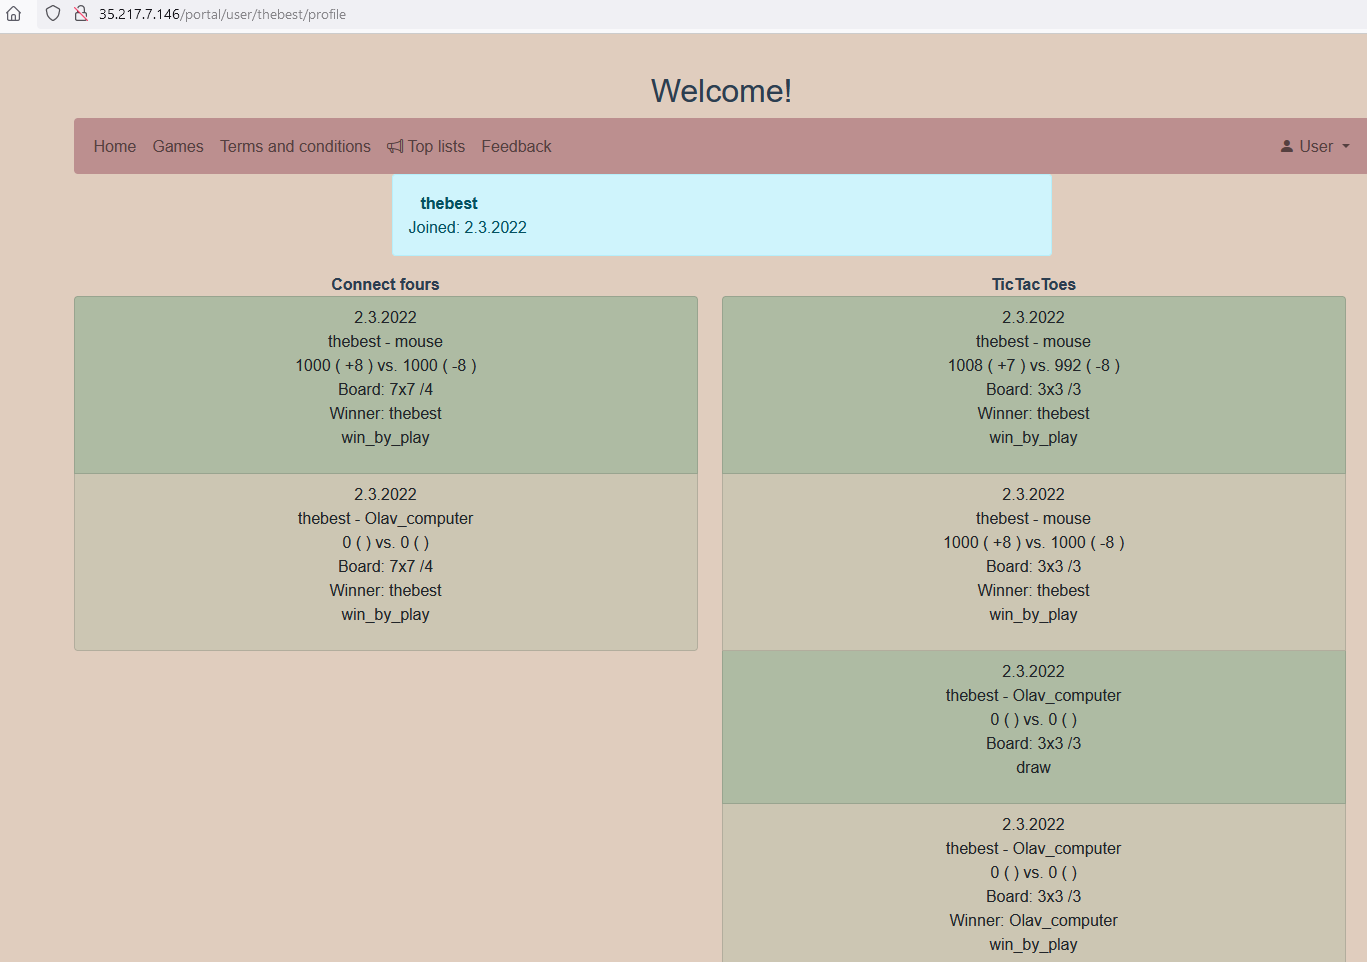 35.217.7.146/portal/user/thebest/profile
Welcome!
Home Games Terms and conditions Top lists Feedback User
thebest
Joined: 2.3.2022
Connect fours
2.3.2022
thebest - mouse
1000 ( +8 ) vs. 1000 ( -8 )
Board: 7x7 /4
Winner: thebest
win_by_play
2.3.2022
thebest - Olav_computer
0 ( ) vs. 0 ( )
Board: 7x7 /4
Winner: thebest
win_by_play
TicTacToes
2.3.2022
thebest - mouse
1008 ( +7 ) vs. 992 ( -8 )
Board: 3x3 /3
Winner: thebest
win_by_play
2.3.2022
thebest - mouse
1000 ( +8 ) vs. 1000 ( -8 )
Board: 3x3 /3
Winner: thebest
win_by_play
2.3.2022
thebest - Olav_computer
0 ( ) vs. 0 ( )
Board: 3x3 /3
draw
2.3.2022
thebest - Olav_computer
0 ( ) vs. 0 ( )
Board: 3x3 /3
Winner: Olav_computer
win_by_play